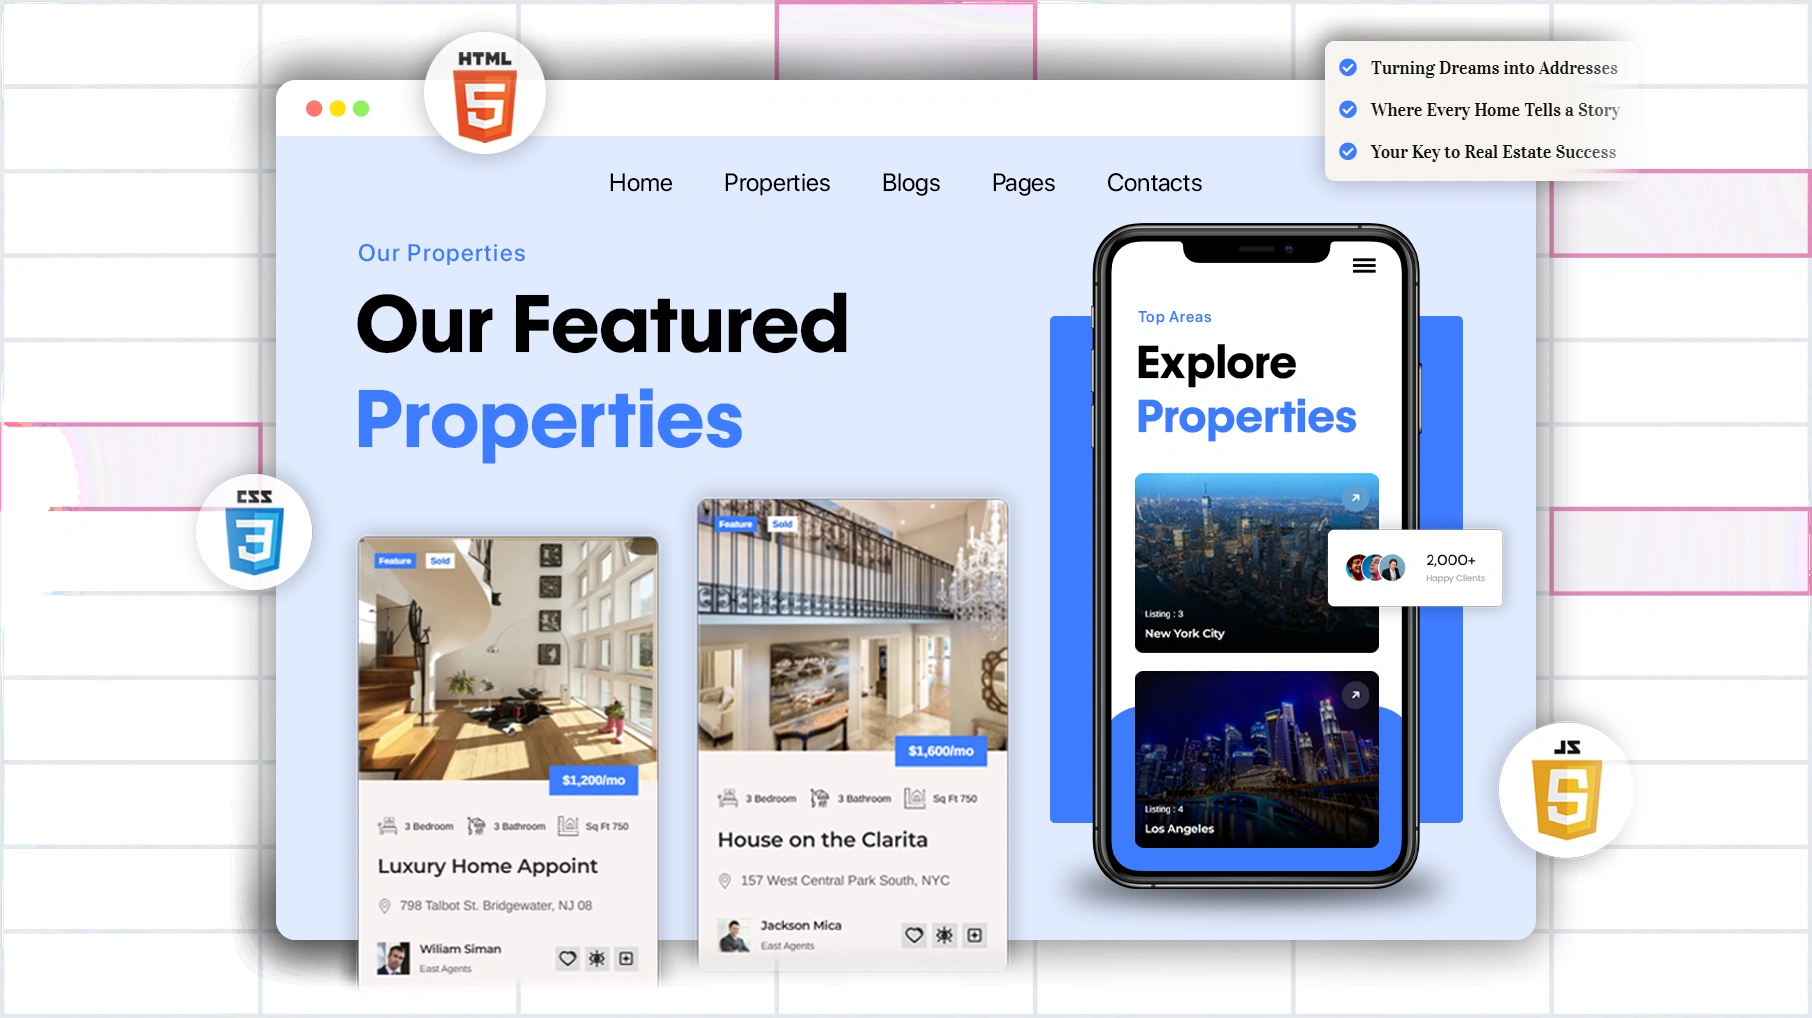 HTML
5
Turning Dreams into Addresses
Where Every Home Tells a Story
Your Key to Real Estate Success
Home Properties Blogs Pages Contacts
Our Properties
Our Featured
Properties
CSS
3
Feature Sold
$1,200/mo
3 Bedroom 3 Bathroom Sq Ft 750
Luxury Home Appoint
798 Talbot St. Bridgewater, NJ 08
Wiliam Siman
East Agents
Feature Sold
$1,600/mo
3 Bedroom 3 Bathroom Sq Ft 750
House on the Clarita
157 West Central Park South, NYC
Jackson Mica
East Agents
Top Areas
Explore
Properties
Listing : 3
New York City
2,000+
Happy Clients
Listing : 4
Los Angeles
JS
5